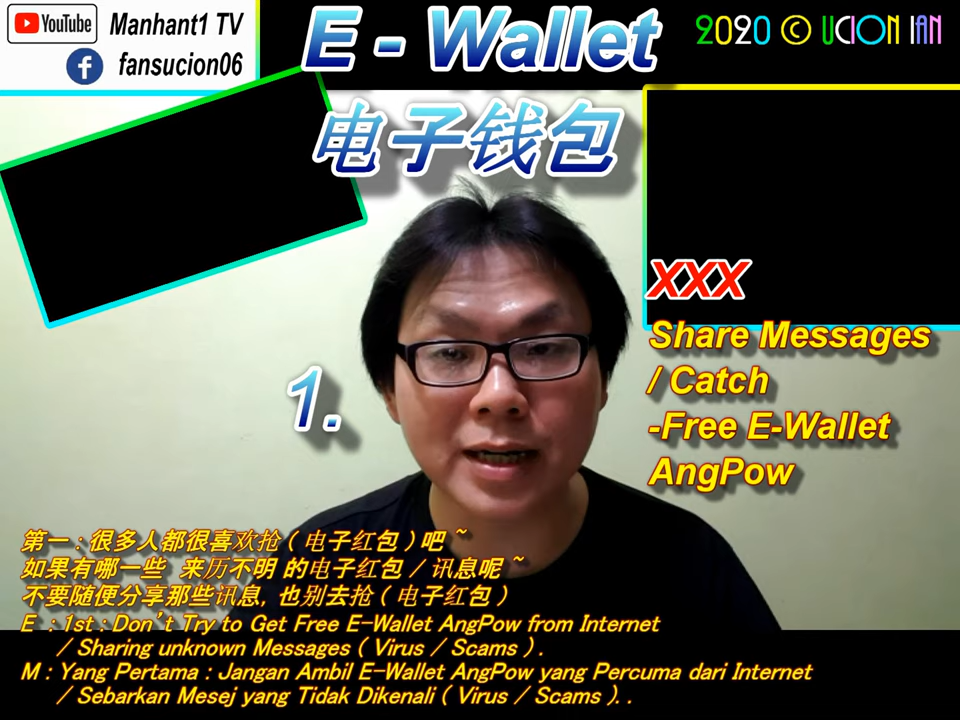 YouTube Manhant1 TV
fansucion06
E - Wallet
2020 © UCION IAN
电子钱包
XXX
Share Messages
/ Catch
-Free E-Wallet
AngPow
1.
第一 : 很多人都很喜欢抢 ( 电子红包 ) 吧 ~
如果有哪一些 来历不明 的电子红包 / 讯息呢 ~
不要随便分享那些讯息, 也别去抢 ( 电子红包 )
E : 1st : Don't Try to Get Free E-Wallet AngPow from Internet
/ Sharing unknown Messages ( Virus / Scams ) .
M : Yang Pertama : Jangan Ambil E-Wallet AngPow yang Percuma dari Internet
/ Sebarkan Mesej yang Tidak Dikenali ( Virus / Scams ). .